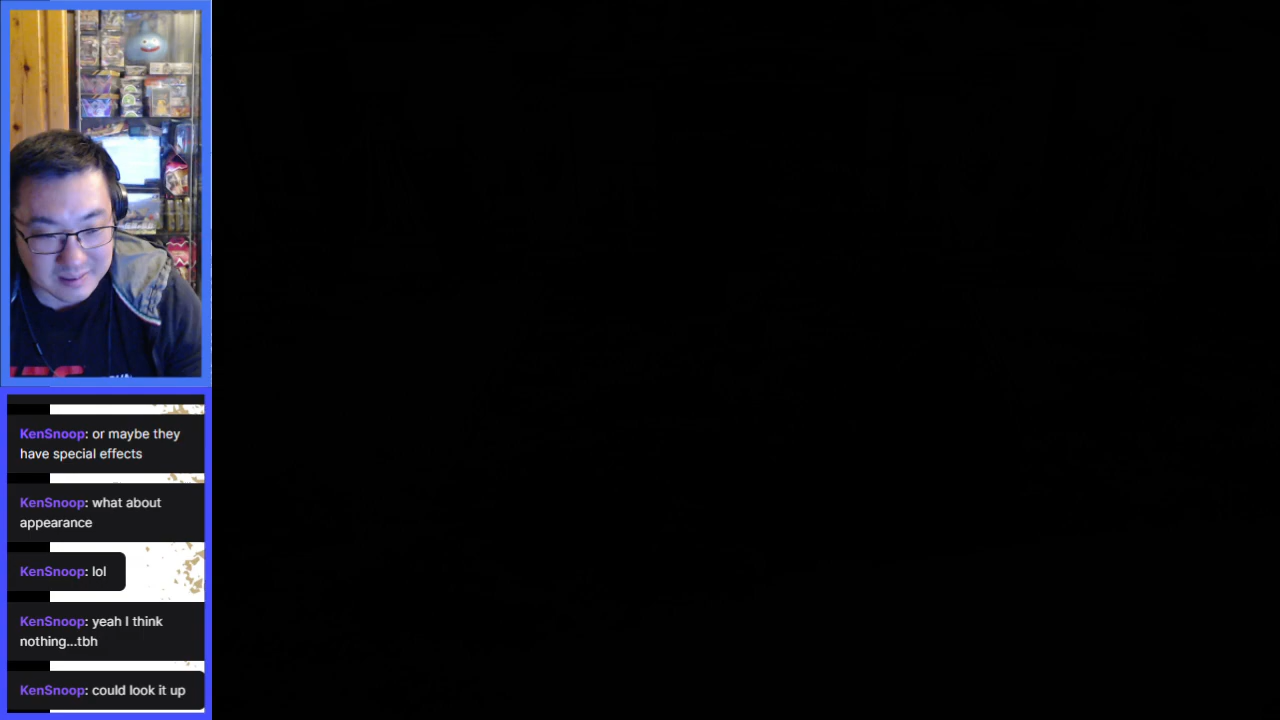 KenSnoop: or maybe they
have special effects
KenSnoop: what about
appearance
KenSnoop: lol
KenSnoop: yeah I think
nothing...tbh
KenSnoop: could look it up